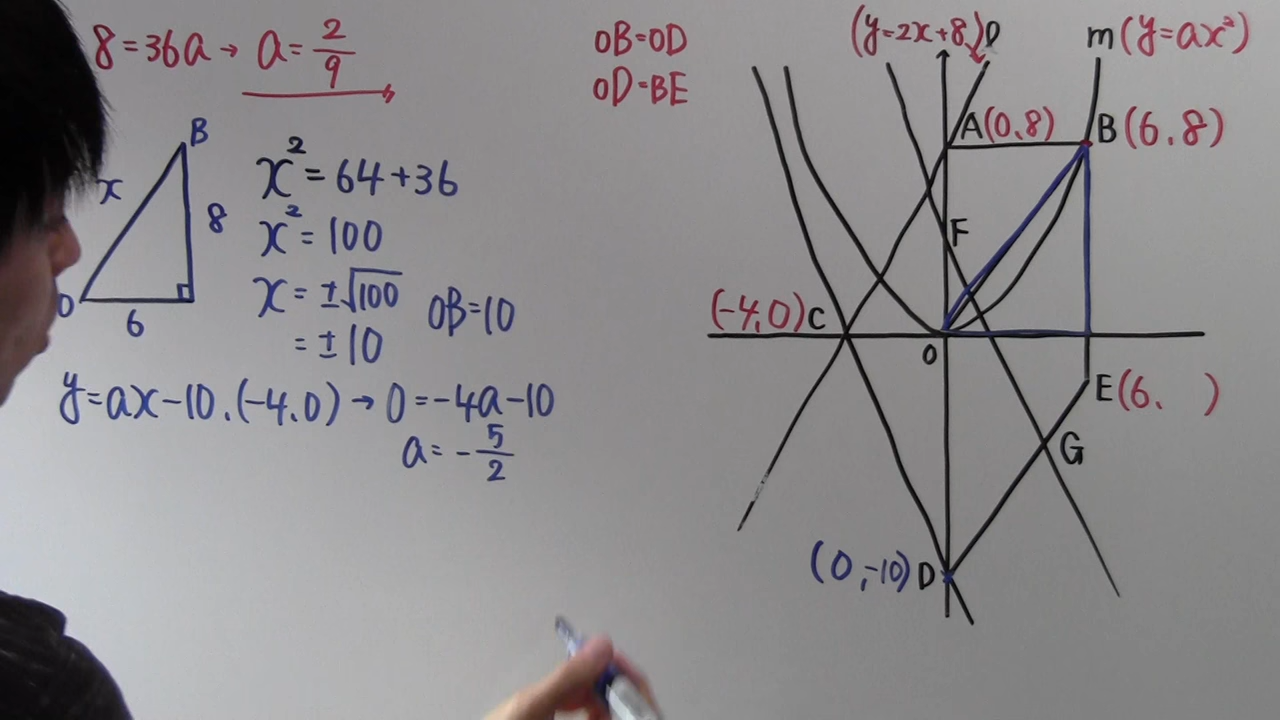 8=36a→a=2/9
OB=OD
OD=BE
B
x
8
O
6
x²=64+36
x²=100
x=±√100
=±10
OB=10
y=ax-10.(-4.0)→0=-4a-10
a=-5/2
(y=2x+8)
m(y=ax²)
A(0.8)
B(6.8)
F
(-4.0)C
O
E(6. )
G
(0,-10)D